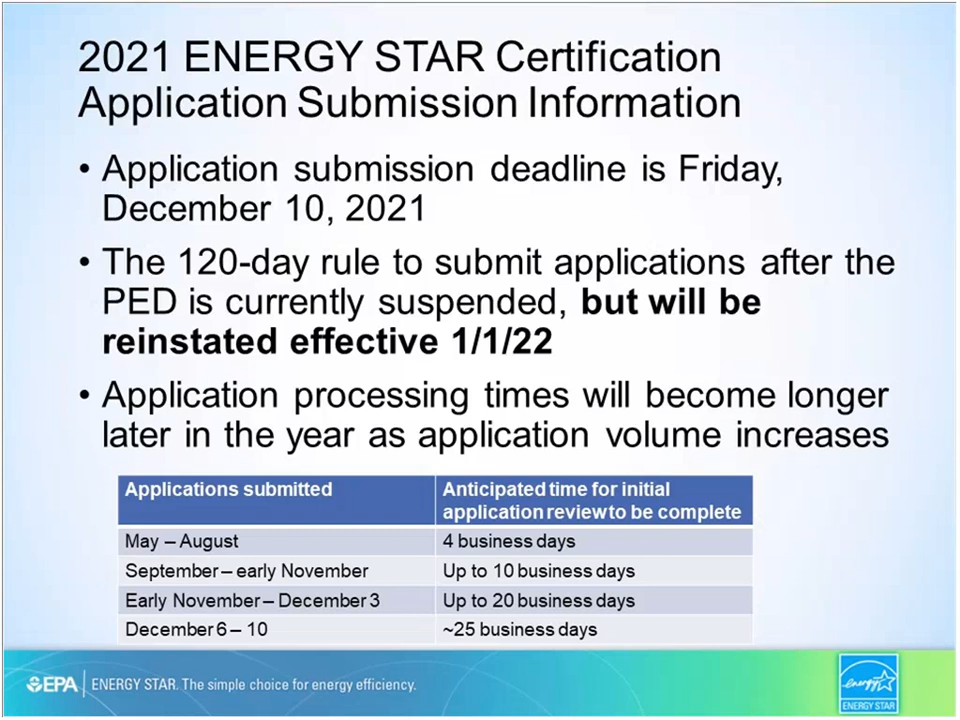 2021 ENERGY STAR Certification
Application Submission Information
• Application submission deadline is Friday,
December 10, 2021
• The 120-day rule to submit applications after the
PED is currently suspended, but will be
reinstated effective 1/1/22
• Application processing times will become longer
later in the year as application volume increases
Applications submitted
Anticipated time for initial
application review to be complete
May – August
4 business days
September – early November
Up to 10 business days
Early November – December 3
Up to 20 business days
December 6 – 10
~25 business days
EPA
ENERGY STAR. The simple choice for energy efficiency.
energy
ENERGY STAR